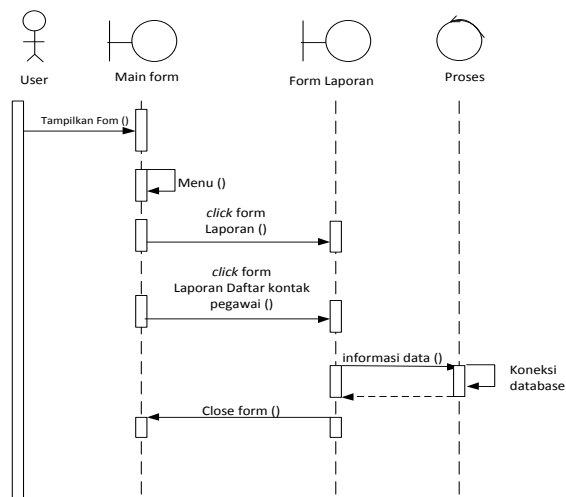 User
Main form
Form Laporan
Proses
Tampilkan Fom ()
Menu ()
click form
Laporan ()
click form
Laporan Daftar kontak
pegawai ()
informasi data ()
Koneksi
database
Close form ()